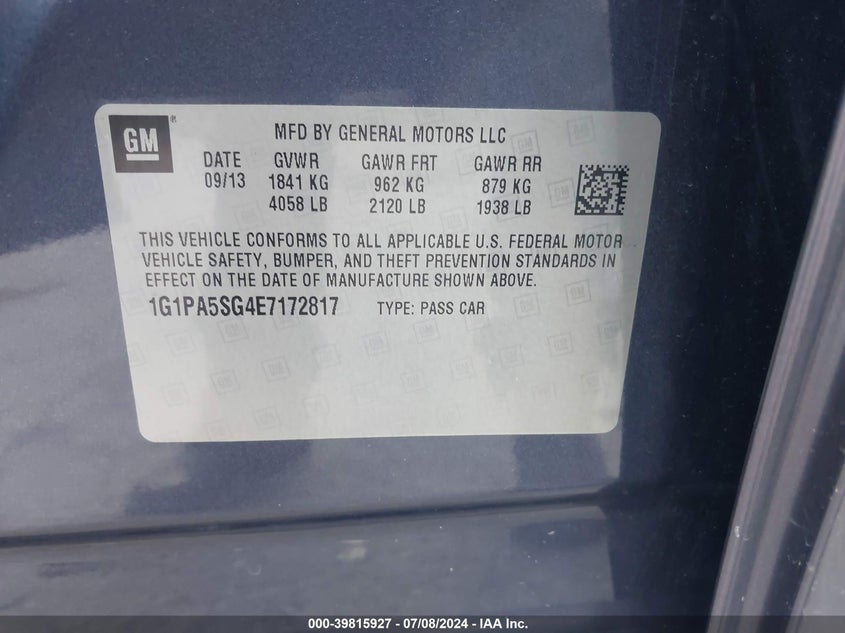 GM
MFD BY GENERAL MOTORS LLC
DATE GVWR GAWR FRT GAWR RR
09/13 1841 KG 962 KG 879 KG
4058 LB 2120 LB 1938 LB
THIS VEHICLE CONFORMS TO ALL APPLICABLE U.S. FEDERAL MOTOR
VEHICLE SAFETY, BUMPER, AND THEFT PREVENTION STANDARDS IN
EFFECT ON THE DATE OF MANUFACTURE SHOWN ABOVE.
1G1PA5SG4E7172817 TYPE: PASS CAR
000-39815927 - 07/08/2024 - IAA Inc.